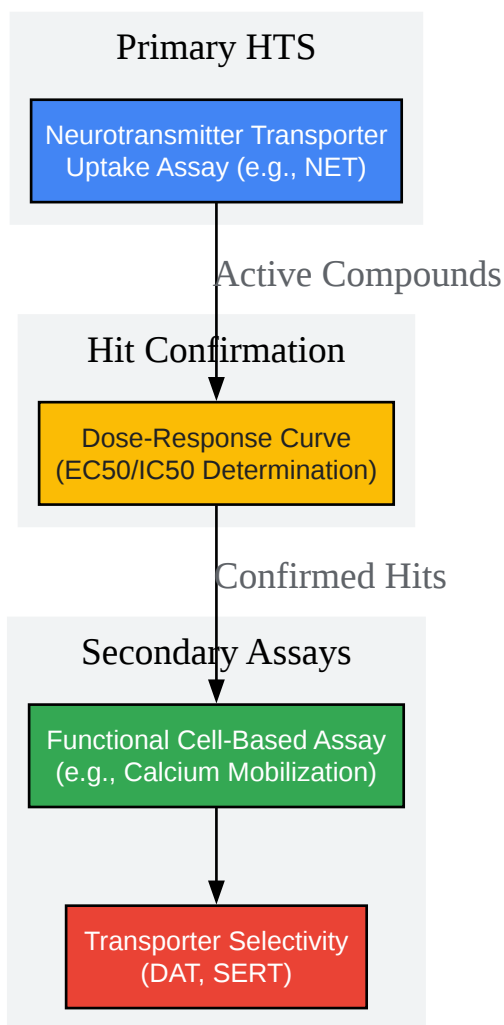 Primary HTS
Neurotransmitter Transporter
Uptake Assay (e.g., NET)
Active Compounds
Hit Confirmation
Dose-Response Curve
(EC50/IC50 Determination)
Confirmed Hits
Secondary Assays
Functional Cell-Based Assay
(e.g., Calcium Mobilization)
Transporter Selectivity
(DAT, SERT)